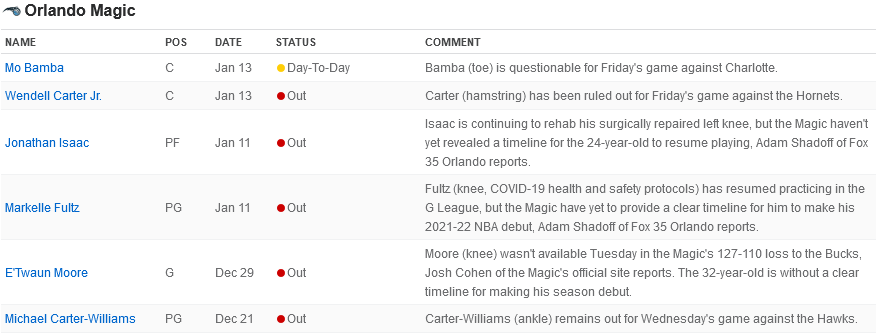 Orlando Magic
NAME POS DATE STATUS COMMENT
Mo Bamba C Jan 13 Day-To-Day Bamba (toe) is questionable for Friday's game against Charlotte.
Wendell Carter Jr. C Jan 13 Out Carter (hamstring) has been ruled out for Friday's game against the Hornets.
Jonathan Isaac PF Jan 11 Out Isaac is continuing to rehab his surgically repaired left knee, but the Magic haven't
yet revealed a timeline for the 24-year-old to resume playing, Adam Shadoff of Fox
35 Orlando reports.
Markelle Fultz PG Jan 11 Out Fultz (knee, COVID-19 health and safety protocols) has resumed practicing in the
G League, but the Magic have yet to provide a clear timeline for him to make his
2021-22 NBA debut, Adam Shadoff of Fox 35 Orlando reports.
E'Twaun Moore G Dec 29 Out Moore (knee) wasn't available Tuesday in the Magic's 127-110 loss to the Bucks,
Josh Cohen of the Magic's official site reports. The 32-year-old is without a clear
timeline for making his season debut.
Michael Carter-Williams PG Dec 21 Out Carter-Williams (ankle) remains out for Wednesday's game against the Hawks.